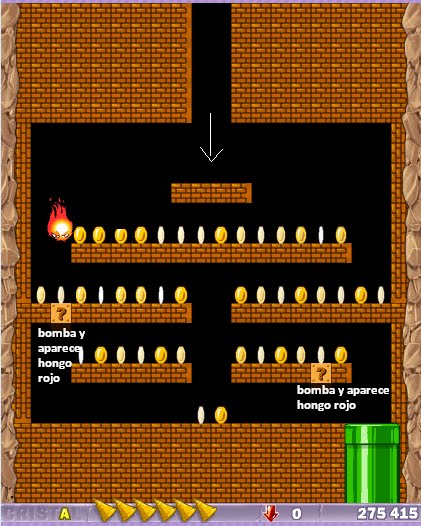 ?
bomba y
aparece
hongo
rojo
?
bomba y aparece
hongo rojo
CRISTAL A
0
275 415